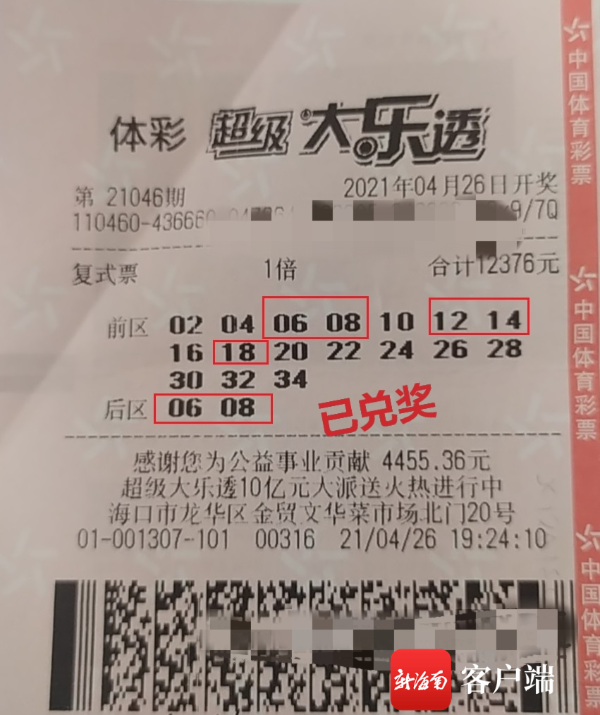 体彩 超级大乐透
第 21046期 2021年04月26日开奖
110460-436660 9/7Q
复式票 1倍 合计12376元
前区 02 04 06 08 10 12 14
16 18 20 22 24 26 28
30 32 34
后区 06 08
已兑奖
感谢您为公益事业贡献 4455.36元
超级大乐透10亿元大派送火热进行中
海口市龙华区金贸文华菜市场北门20号
01-001307-101 00316 21/04/26 19:24:10
新海南 客户端
中国体育彩票
中国体育彩票
中国体育彩票